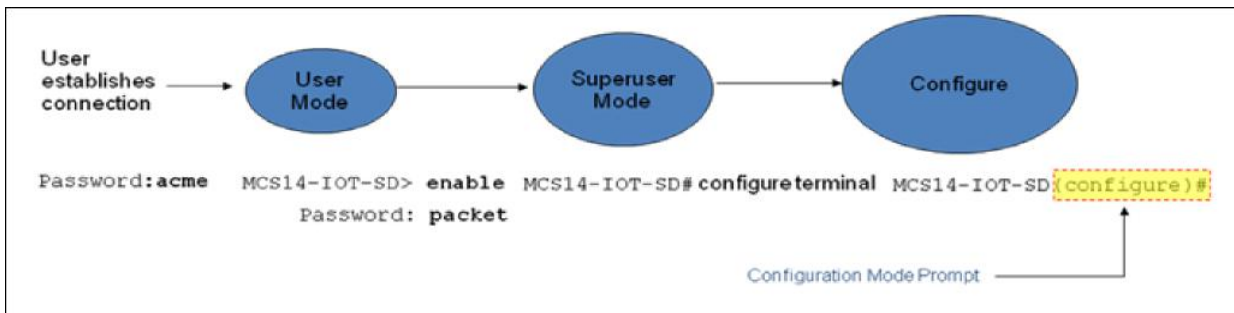 User
establishes
connection
User
Mode
Superuser
Mode
Configure
Password:acme MCS14-IOT-SD> enable MCS14-IOT-SD# configure terminal MCS14-IOT-SD(configure)#
Password: packet
Configuration Mode Prompt